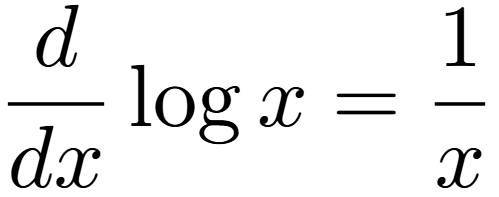 d/dx log x = 1/x